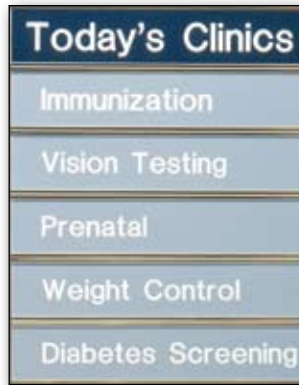 Today's Clinics
Immunization
Vision Testing
Prenatal
Weight Control
Diabetes Screening